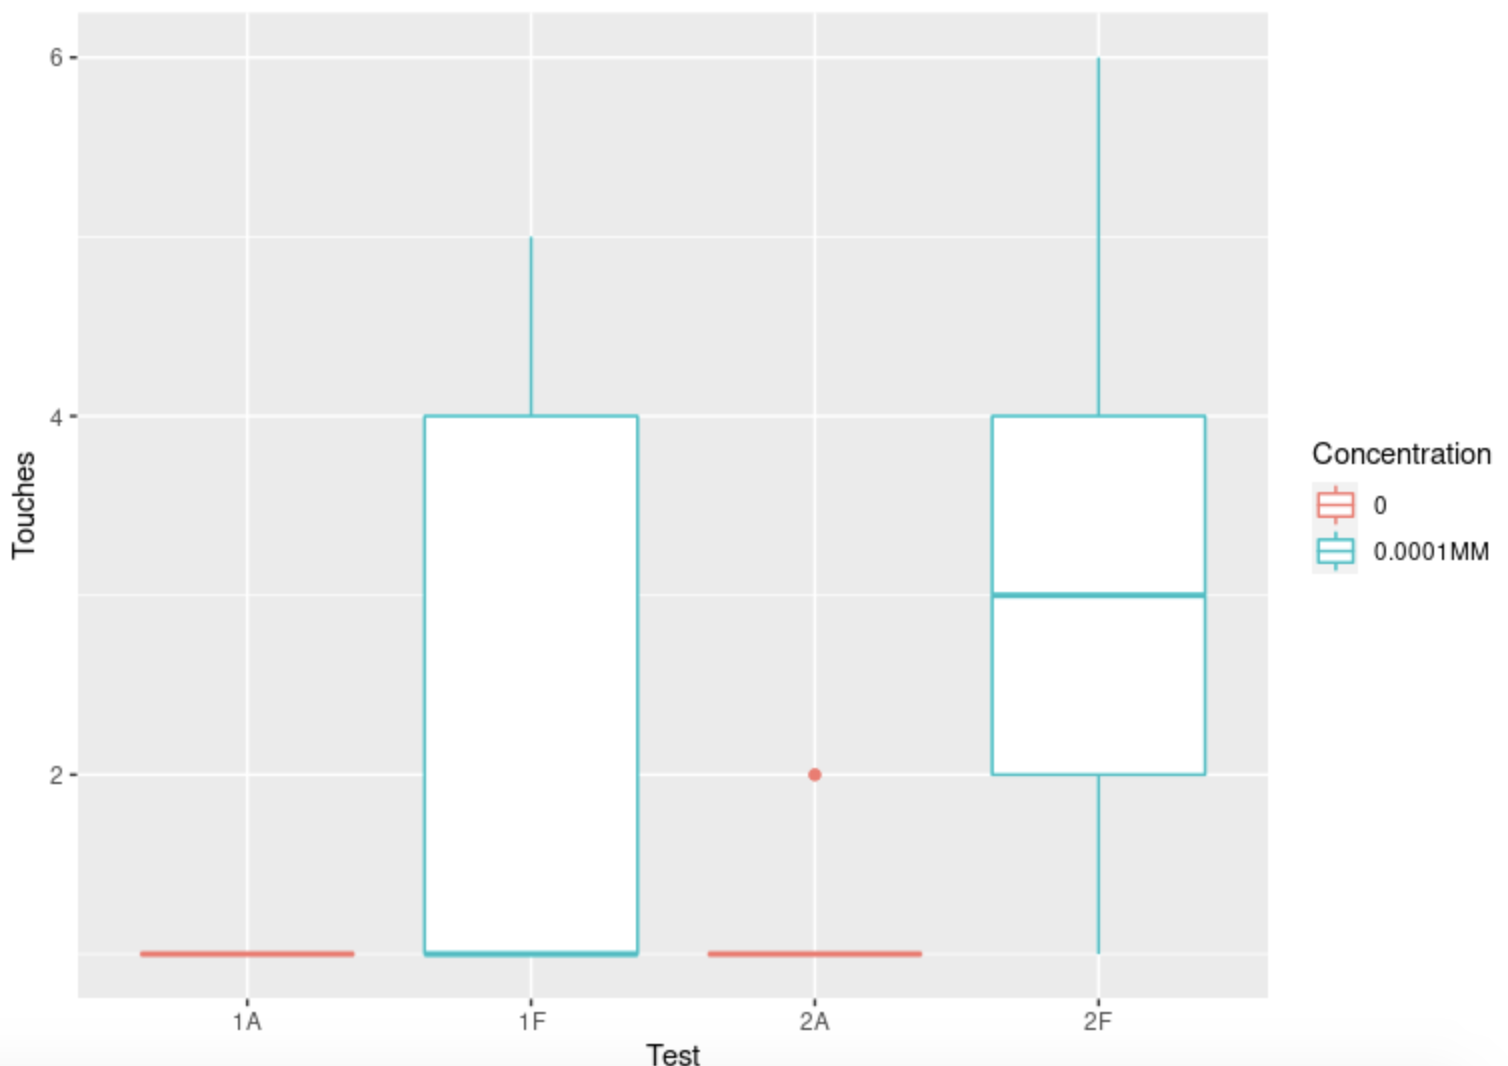 6
4
2
Touches
1A
1F
2A
2F
Test
Concentration
0
0.0001MM